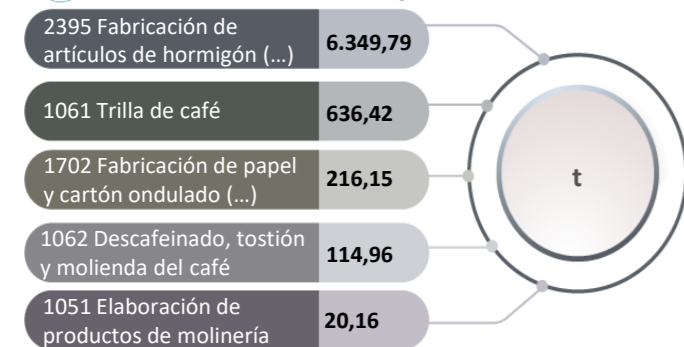 2395 Fabricación de
artículos de hormigón (...)
6.349,79
1061 Trilla de café
636,42
1702 Fabricación de papel
y cartón ondulado (...)
216,15
1062 Descafeinado, tostión
y molienda del café
114,96
1051 Elaboración de
productos de molinería
20,16
t